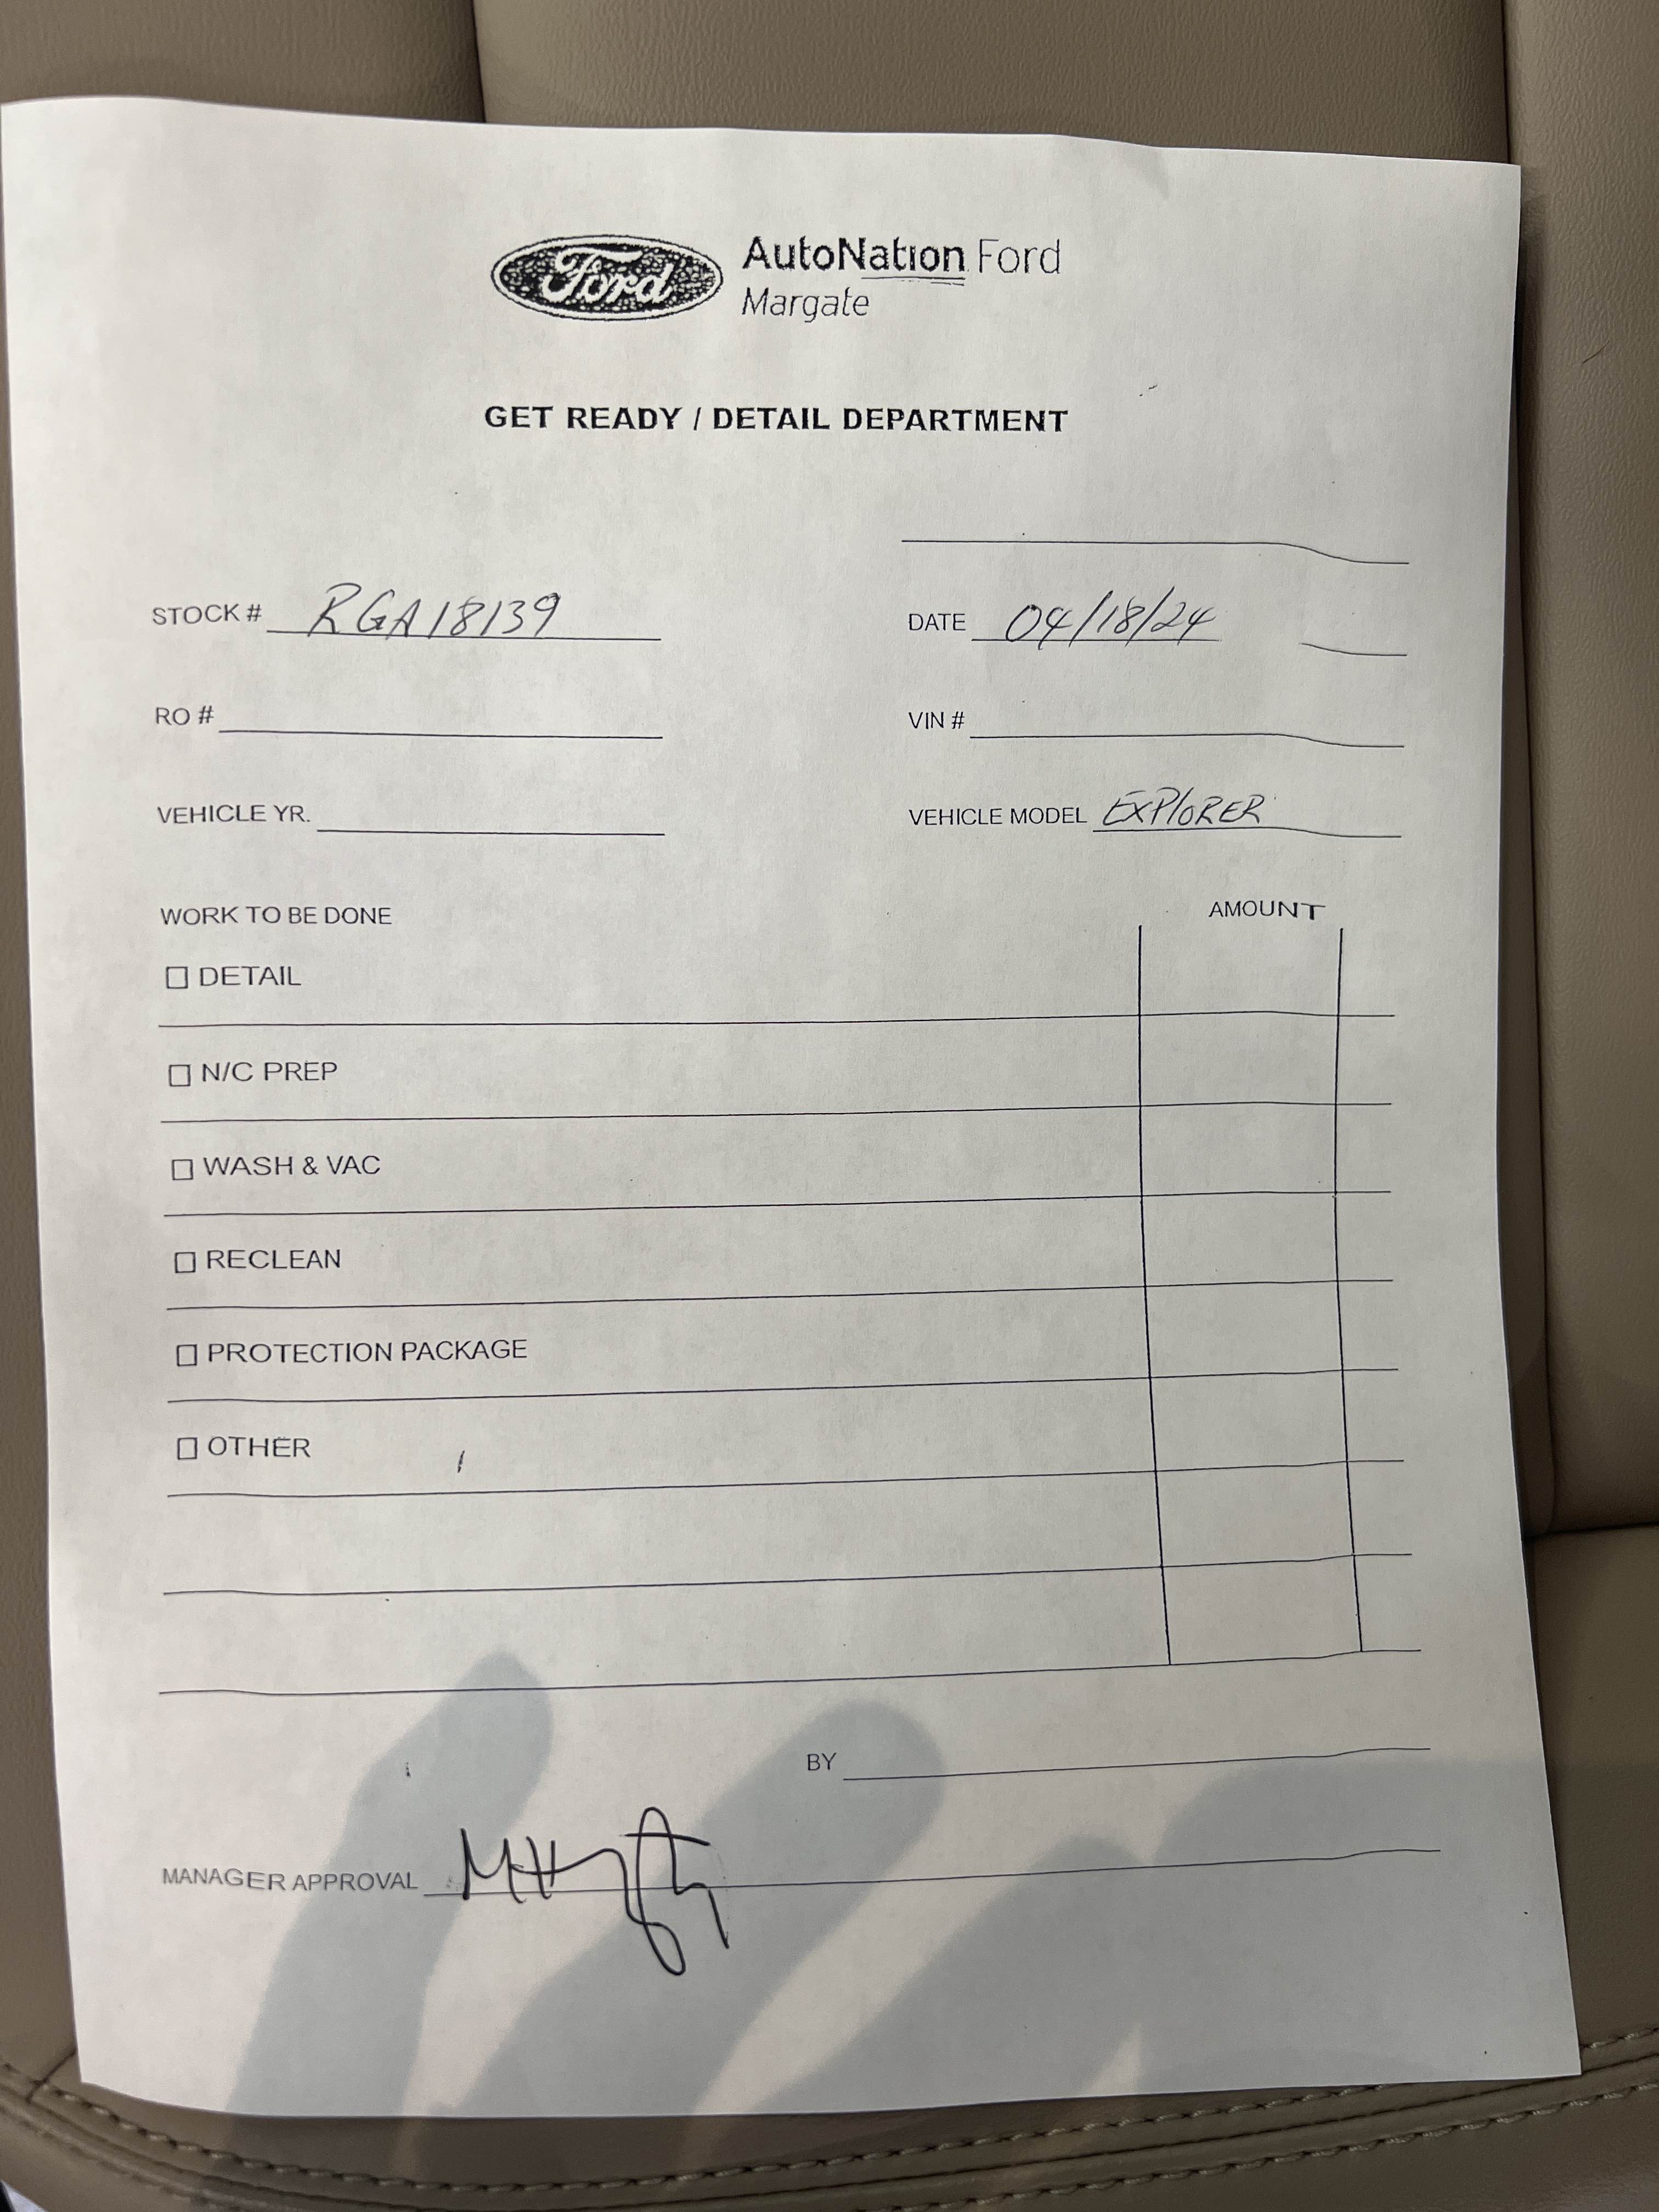 Ford AutoNation Ford
Margate
GET READY / DETAIL DEPARTMENT
STOCK # RGA18139 DATE 04/18/24
RO # VIN #
VEHICLE YR. VEHICLE MODEL EXPlORER
WORK TO BE DONE AMOUNT
DETAIL
N/C PREP
WASH & VAC
RECLEAN
PROTECTION PACKAGE
OTHER
BY
MANAGER APPROVAL